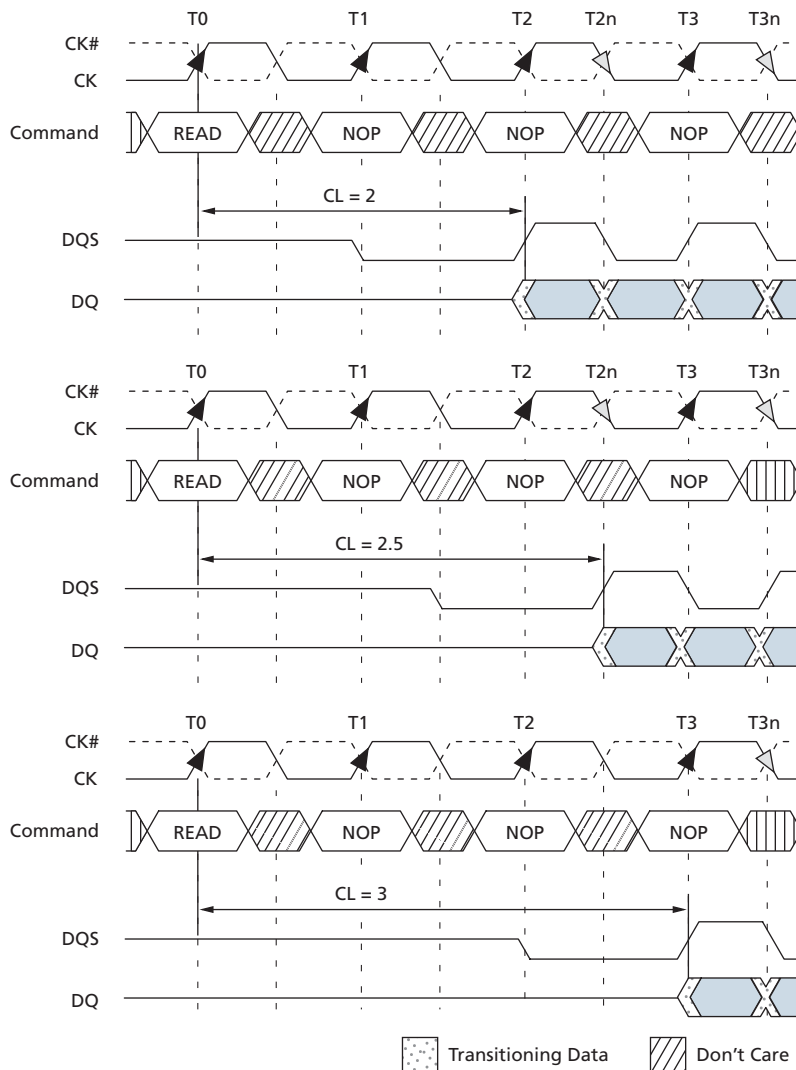 T0 T1 T2 T2n T3 T3n
CK#
CK
Command READ NOP NOP NOP
CL = 2
DQS
DQ
T0 T1 T2 T2n T3 T3n
CK#
CK
Command READ NOP NOP NOP
CL = 2.5
DQS
DQ
T0 T1 T2 T3 T3n
CK#
CK
Command READ NOP NOP NOP
CL = 3
DQS
DQ
Transitioning Data Don't Care